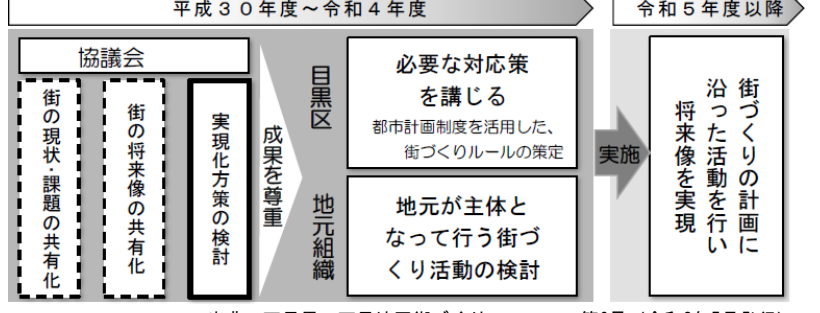 平成３０年度～令和４年度
令和５年度以降
協議会
街の現状・課題の共有化
街の将来像の共有化
実現化方策の検討
成果を尊重
目黒区
必要な対応策
を講じる
都市計画制度を活用した、
街づくりルールの策定
地元組織
地元が主体と
なって行う街づ
くり活動の検討
実施
街づくりの計画に
沿った活動を行い
将来像を実現